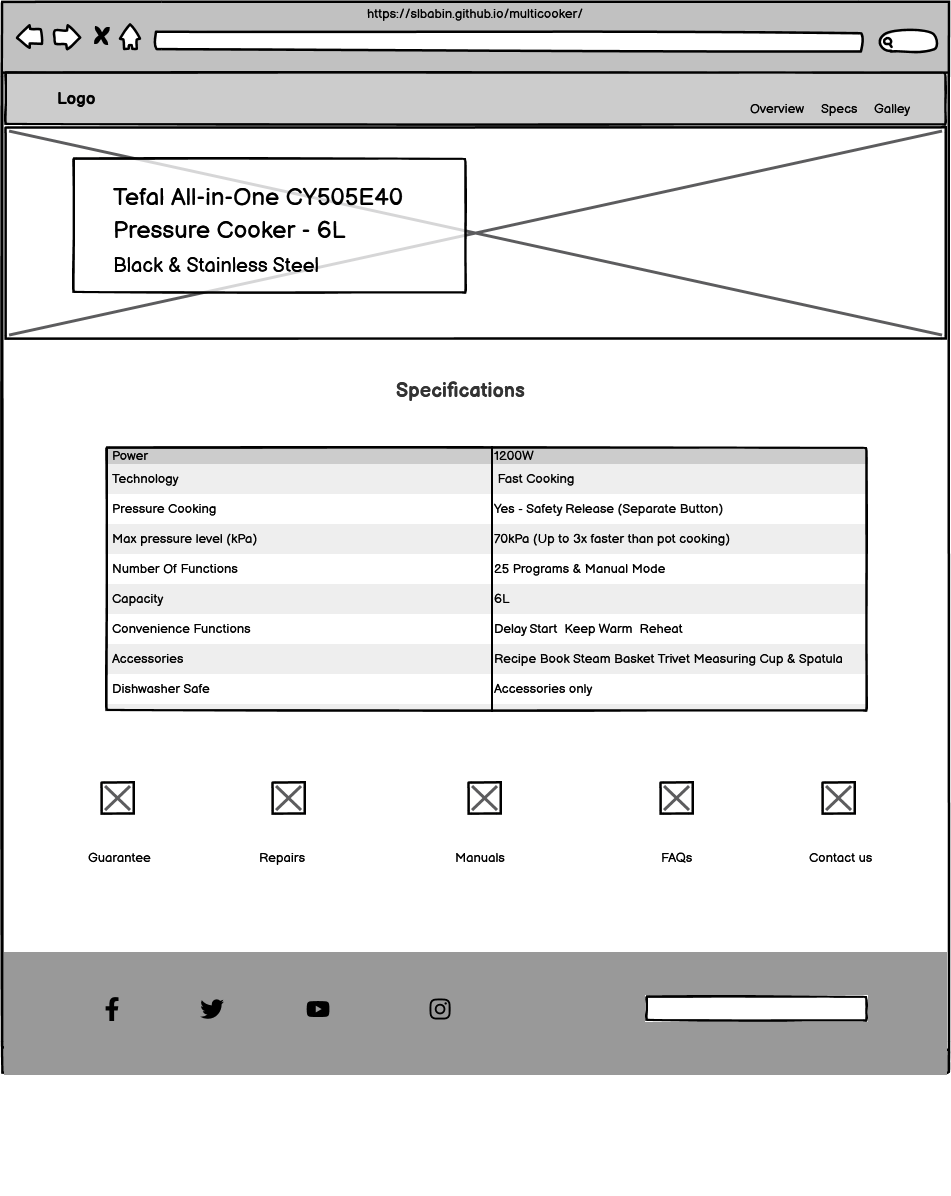 https://slbabin.github.io/multicooker/
Logo
Overview Specs Galley
Tefal All-in-One CY505E40
Pressure Cooker - 6L
Black & Stainless Steel
Specifications
Power 1200W
Technology Fast Cooking
Pressure Cooking Yes - Safety Release (Separate Button)
Max pressure level (kPa) 70kPa (Up to 3x faster than pot cooking)
Number Of Functions 25 Programs & Manual Mode
Capacity 6L
Convenience Functions Delay Start Keep Warm Reheat
Accessories Recipe Book Steam Basket Trivet Measuring Cup & Spatula
Dishwasher Safe Accessories only
Guarantee Repairs Manuals FAQs Contact us